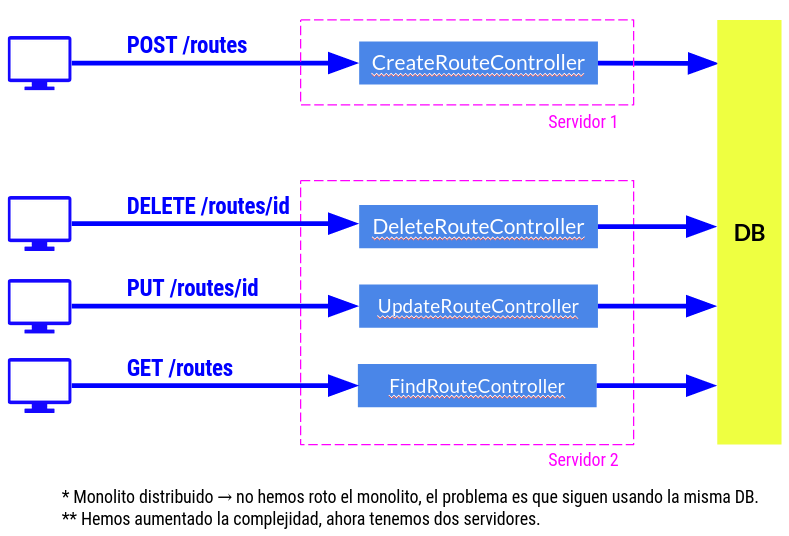 POST /routes
CreateRouteController
Servidor 1
DELETE /routes/id
DeleteRouteController
DB
PUT /routes/id
UpdateRouteController
GET /routes
FindRouteController
Servidor 2
* Monolito distribuido → no hemos roto el monolito, el problema es que siguen usando la misma DB.
** Hemos aumentado la complejidad, ahora tenemos dos servidores.